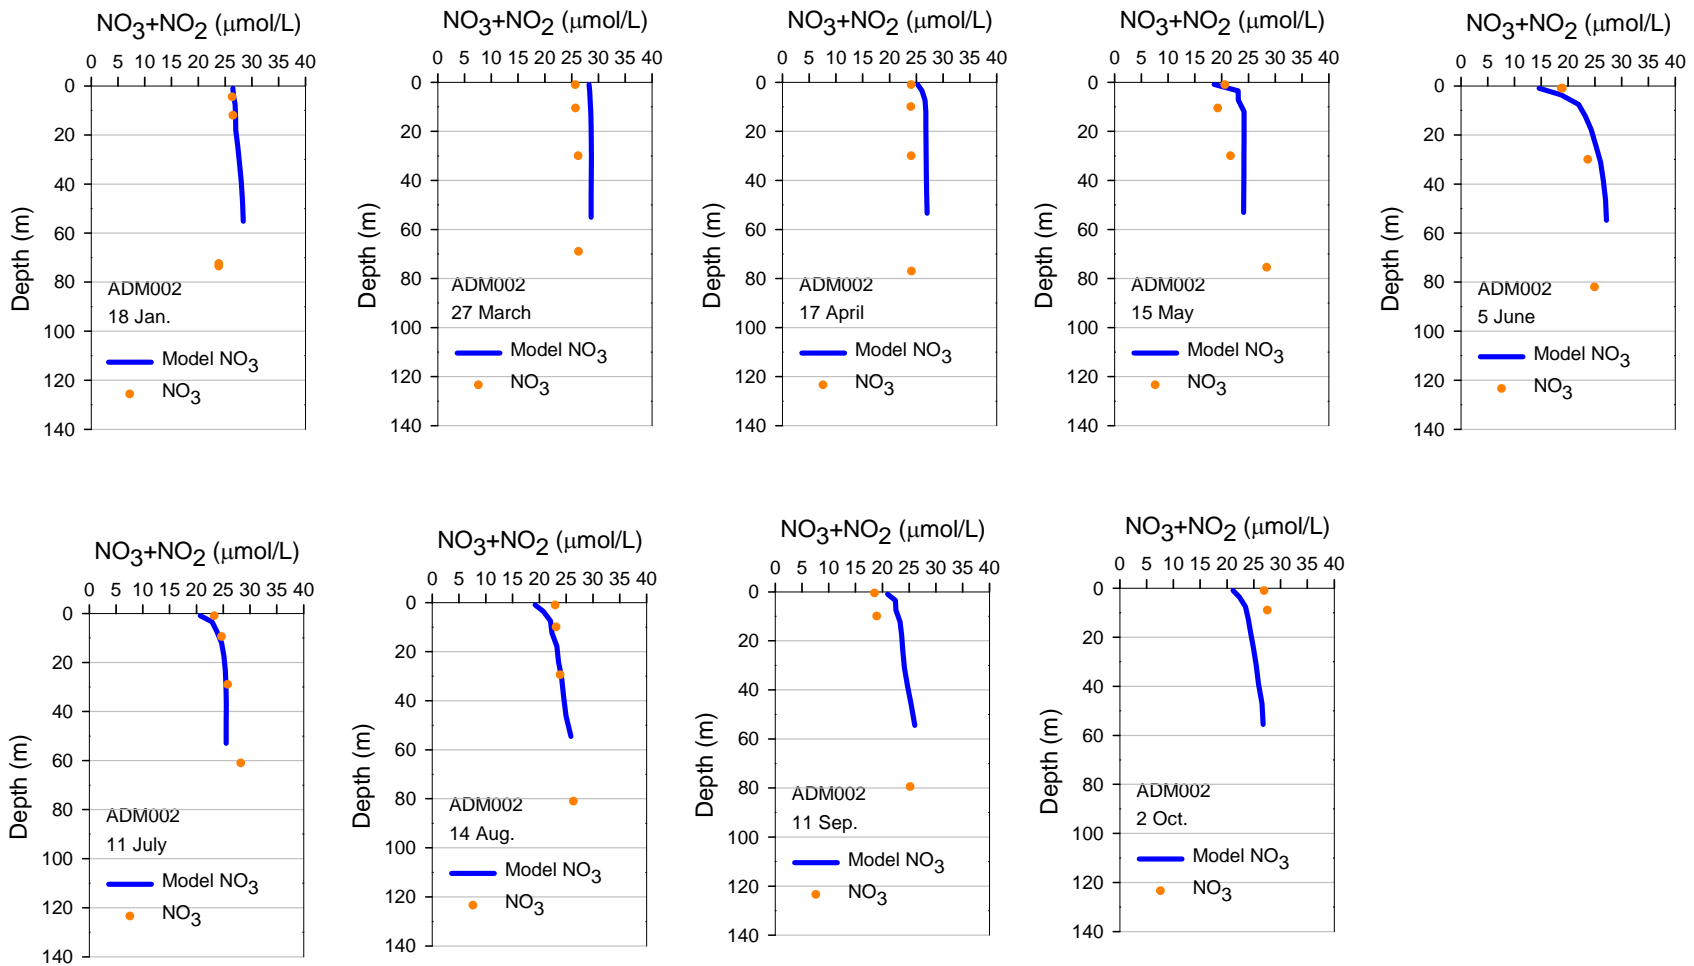 NO3+NO2 (μmol/L)
0 5 10 15 20 25 30 35 40
0
20
40
60
80
100
120
140
Depth (m)
ADM002
18 Jan.
Model NO3
NO3
NO3+NO2 (μmol/L)
0 5 10 15 20 25 30 35 40
0
20
40
60
80
100
120
140
Depth (m)
ADM002
27 March
Model NO3
NO3
NO3+NO2 (μmol/L)
0 5 10 15 20 25 30 35 40
0
20
40
60
80
100
120
140
Depth (m)
ADM002
17 April
Model NO3
NO3
NO3+NO2 (μmol/L)
0 5 10 15 20 25 30 35 40
0
20
40
60
80
100
120
140
Depth (m)
ADM002
15 May
Model NO3
NO3
NO3+NO2 (μmol/L)
0 5 10 15 20 25 30 35 40
0
20
40
60
80
100
120
140
Depth (m)
ADM002
5 June
Model NO3
NO3
NO3+NO2 (μmol/L)
0 5 10 15 20 25 30 35 40
0
20
40
60
80
100
120
140
Depth (m)
ADM002
11 July
Model NO3
NO3
NO3+NO2 (μmol/L)
0 5 10 15 20 25 30 35 40
0
20
40
60
80
100
120
140
Depth (m)
ADM002
14 Aug.
Model NO3
NO3
NO3+NO2 (μmol/L)
0 5 10 15 20 25 30 35 40
0
20
40
60
80
100
120
140
Depth (m)
ADM002
11 Sep.
Model NO3
NO3
NO3+NO2 (μmol/L)
0 5 10 15 20 25 30 35 40
0
20
40
60
80
100
120
140
Depth (m)
ADM002
2 Oct.
Model NO3
NO3